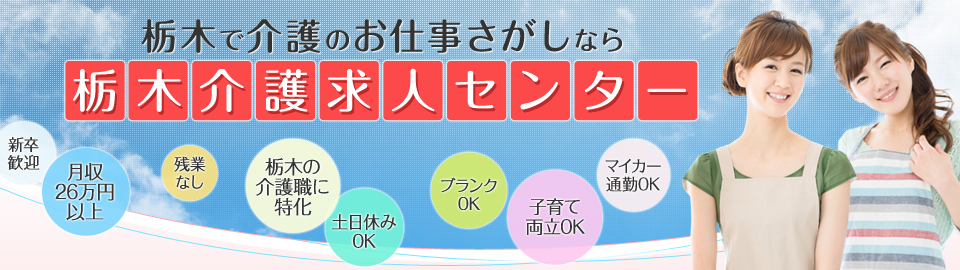 栃木で介護のお仕事さがしなら
栃木介護求人センター
新卒
歓迎
月収
26万円
以上
残業
なし
栃木の
介護職に
特化
土日休み
OK
ブランク
OK
子育て
両立OK
マイカー
通勤OK